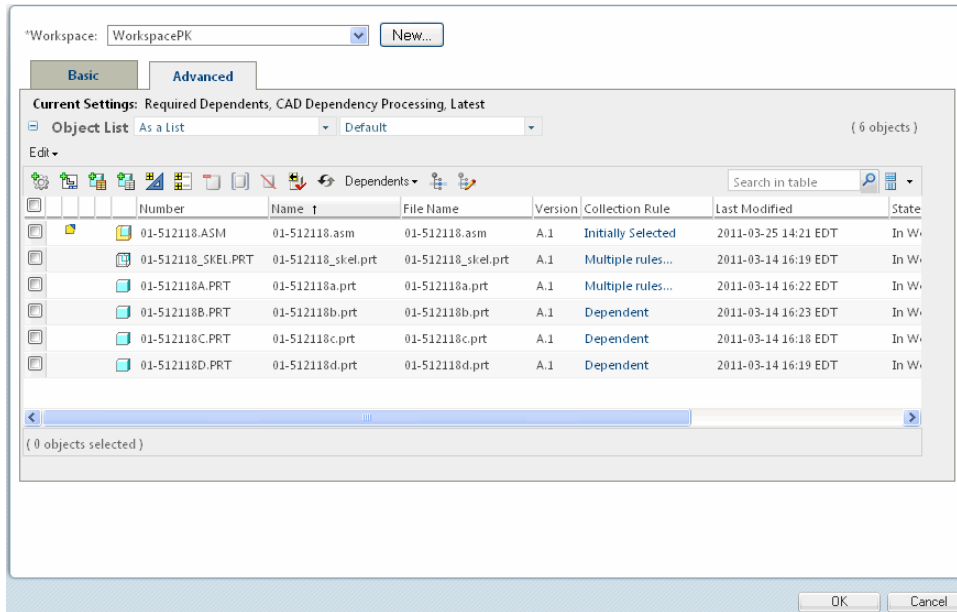 *Workspace: WorkspacePK New...
Basic Advanced
Current Settings: Required Dependents, CAD Dependency Processing, Latest
Object List As a List Default ( 6 objects )
Edit
Dependents Search in table
Number Name File Name Version Collection Rule Last Modified State
01-512118.ASM 01-512118.asm 01-512118.asm A.1 Initially Selected 2011-03-25 14:21 EDT In W
01-512118_SKEL.PRT 01-512118_skel.prt 01-512118_skel.prt A.1 Multiple rules... 2011-03-14 16:19 EDT In W
01-512118A.PRT 01-512118a.prt 01-512118a.prt A.1 Multiple rules... 2011-03-14 16:22 EDT In W
01-512118B.PRT 01-512118b.prt 01-512118b.prt A.1 Dependent 2011-03-14 16:23 EDT In W
01-512118C.PRT 01-512118c.prt 01-512118c.prt A.1 Dependent 2011-03-14 16:18 EDT In W
01-512118D.PRT 01-512118d.prt 01-512118d.prt A.1 Dependent 2011-03-14 16:19 EDT In W
( 0 objects selected )
OK Cancel